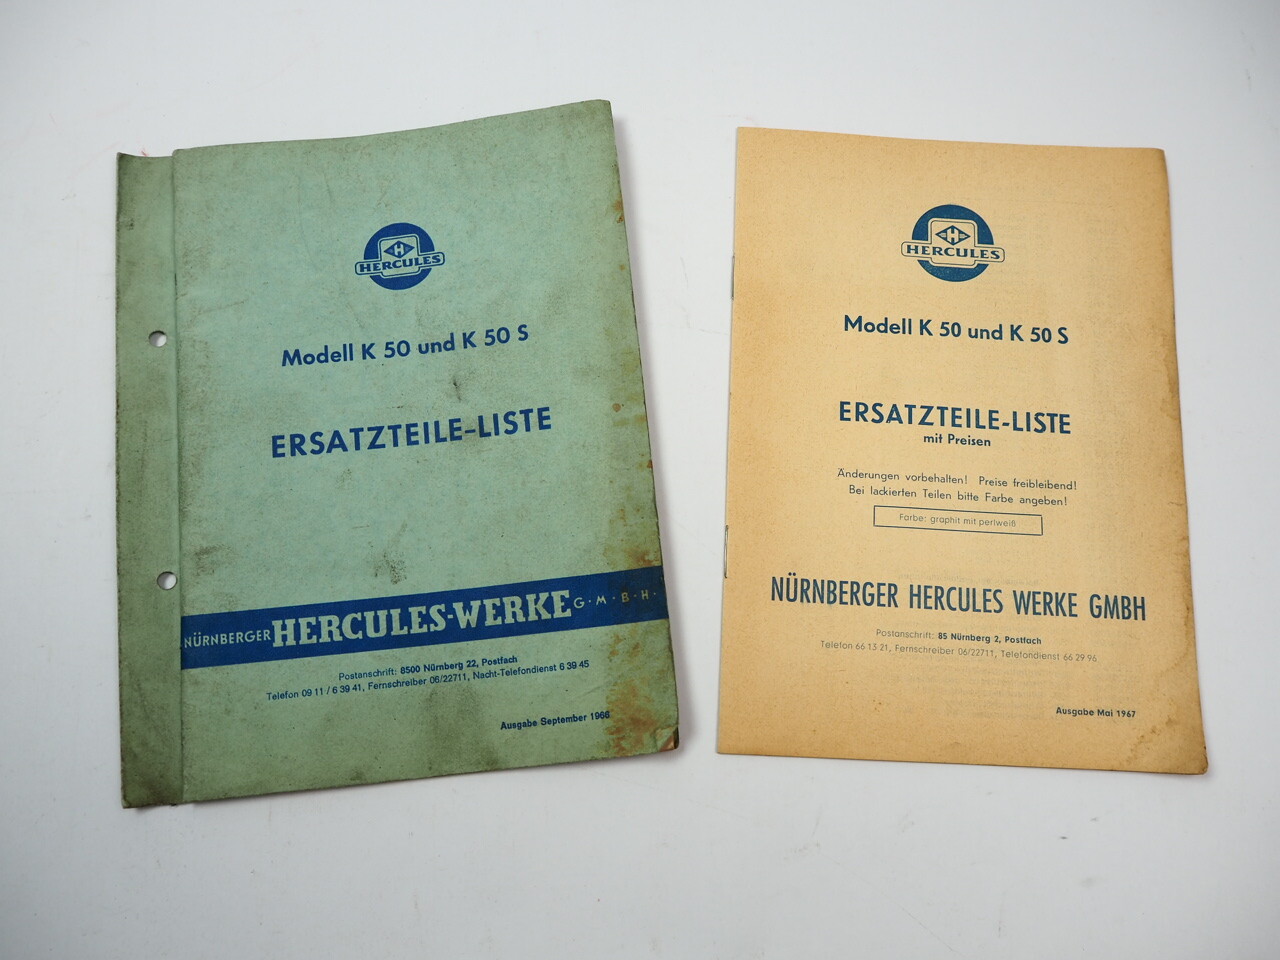 H
HERCULES
Modell K 50 und K 50 S
ERSATZTEILE-LISTE
NÜRNBERGER HERCULES-WERKE G·M·B·H·
Postanschrift: 8500 Nürnberg 22, Postfach
Telefon 09 11 / 6 39 41, Fernschreiber 06/22711, Nacht-Telefondienst 6 39 45
Ausgabe September 1966
H
HERCULES
Modell K 50 und K 50 S
ERSATZTEILE-LISTE
mit Preisen
Änderungen vorbehalten! Preise freibleibend!
Bei lackierten Teilen bitte Farbe angeben!
Farbe: graphit mit perlweiß
NÜRNBERGER HERCULES WERKE GMBH
Postanschrift: 85 Nürnberg 2, Postfach
Telefon 66 13 21, Fernschreiber 06/22711, Telefondienst 66 29 96
Ausgabe Mai 1967